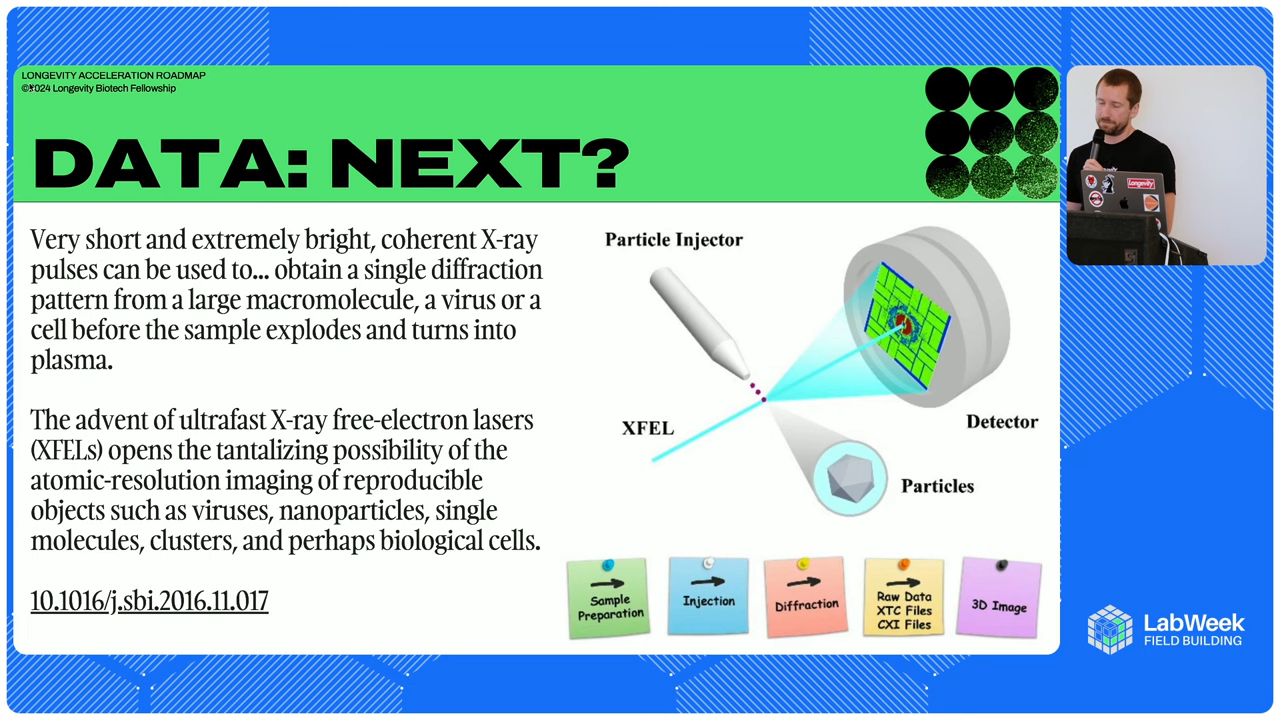 LONGEVITY ACCELERATION ROADMAP
©2024 Longevity Biotech Fellowship
DATA: NEXT?
Very short and extremely bright, coherent X-ray
pulses can be used to... obtain a single diffraction
pattern from a large macromolecule, a virus or a
cell before the sample explodes and turns into
plasma.
The advent of ultrafast X-ray free-electron lasers
(XFELs) opens the tantalizing possibility of the
atomic-resolution imaging of reproducible
objects such as viruses, nanoparticles, single
molecules, clusters, and perhaps biological cells.
10.1016/j.sbi.2016.11.017
Particle Injector
XFEL
Detector
Particles
Sample
Preparation
Injection
Diffraction
Raw Data
XTC Files
CXI Files
3D Image
Longevity
LabWeek
FIELD BUILDING